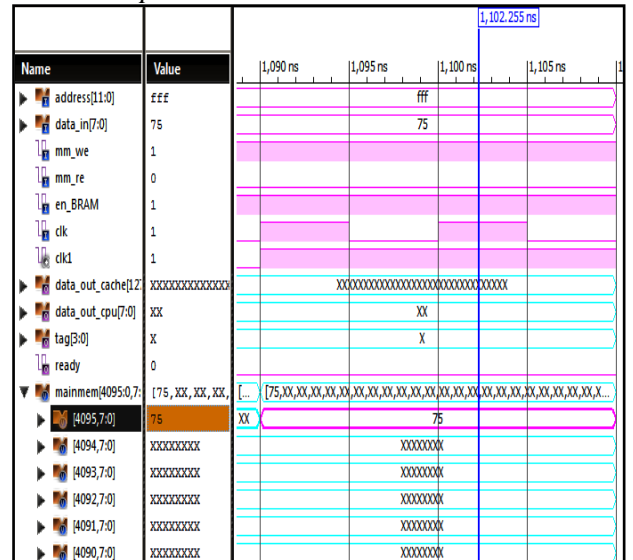 1,102.255 ns
Name Value 1,090 ns 1,095 ns 1,100 ns 1,105 ns 1
address[11:0] fff fff
data_in[7:0] 75 75
mm_we 1
mm_re 0
en_BRAM 1
clk 1
clk1 1
data_out_cache[12 XXXXXXXXXXXXX XXXXXXXXXXXXXXXXXXXXXXXXXXXXXXXX
data_out_cpu[7:0] XX XX
tag[3:0] X X
ready 0
mainmem[4095:0,7: [75,XX,XX,XX, [... [75,XX,XX,XX,XX,XX,XX,XX,XX,XX,XX,XX,XX,XX,XX,XX,XX,XX,XX,XX,XX,XX,XX,X...
[4095,7:0] 75 XX 75
[4094,7:0] XXXXXXXX XXXXXXXX
[4093,7:0] XXXXXXXX XXXXXXXX
[4092,7:0] XXXXXXXX XXXXXXXX
[4091,7:0] XXXXXXXX XXXXXXXX
[4090,7:0] XXXXXXXX XXXXXXXX